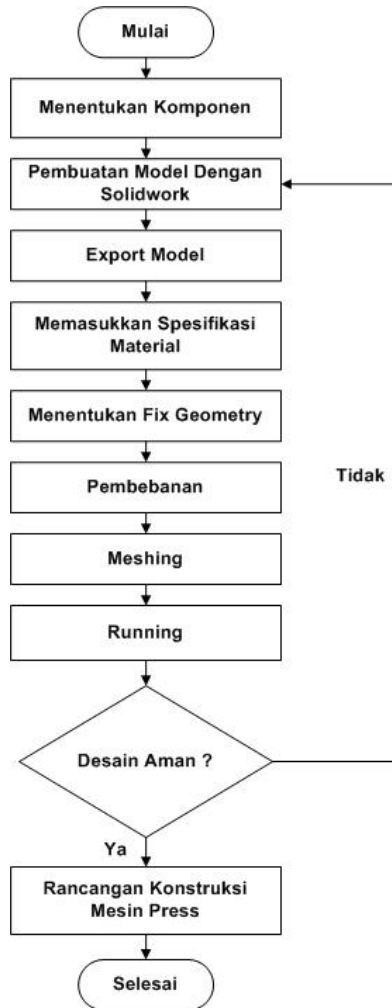 Mulai
Menentukan Komponen
Pembuatan Model Dengan
Solidwork
Export Model
Memasukkan Spesifikasi
Material
Menentukan Fix Geometry
Pembebanan
Tidak
Meshing
Running
Desain Aman ?
Ya
Rancangan Konstruksi
Mesin Press
Selesai